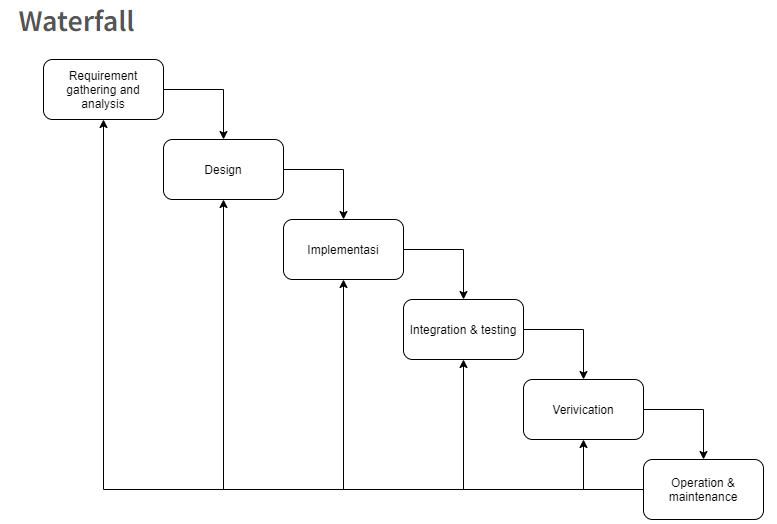 Waterfall
Requirement
gathering and
analysis
Design
Implementasi
Integration & testing
Verivication
Operation &
maintenance